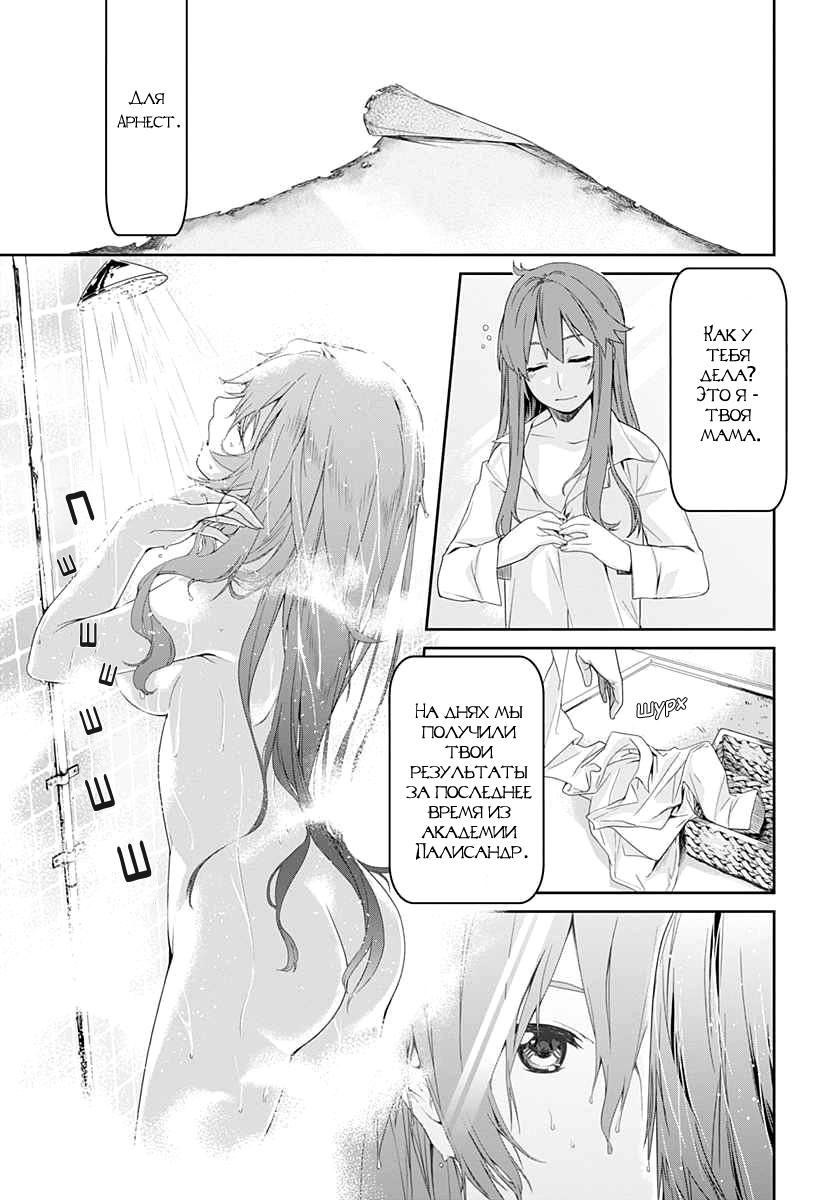 Для
Арнест.
Как у
тебя
дела?
Это я -
твоя
мама.
шурх
На днях мы
получили
твои
результаты
за последнее
время из
академии
Палисандр.